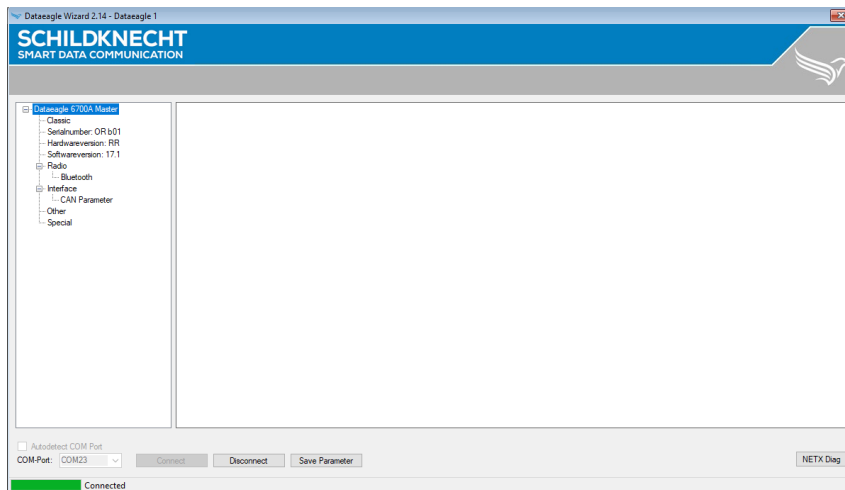 Dataeagle Wizard 2.14 - Dataeagle 1
SCHILDKNECHT
SMART DATA COMMUNICATION
Dataeagle 6700A Master
Classic
Serialnumber: OR b01
Hardwareversion: RR
Softwareversion: 17.1
Radio
Bluetooth
Interface
CAN Parameter
Other
Special
Autodetect COM Port
COM-Port: COM23 Connect Disconnect Save Parameter NETX Diag
Connected